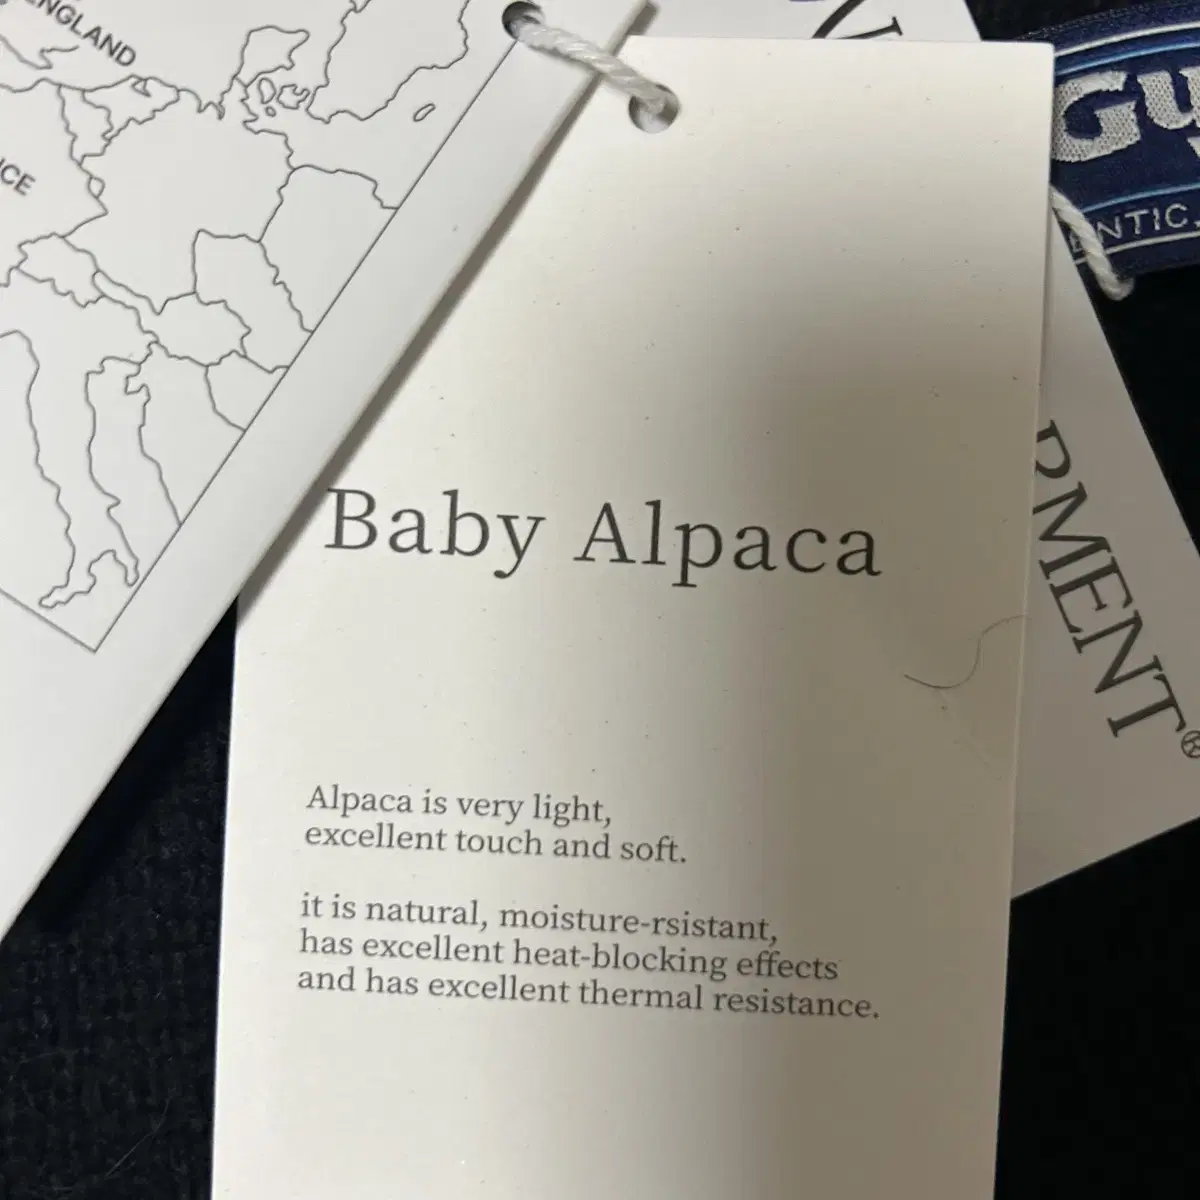 ENGLAND
Baby Alpaca
Alpaca is very light,
excellent touch and soft.
it is natural, moisture-rsistant,
has excellent heat-blocking effects
and has excellent thermal resistance.